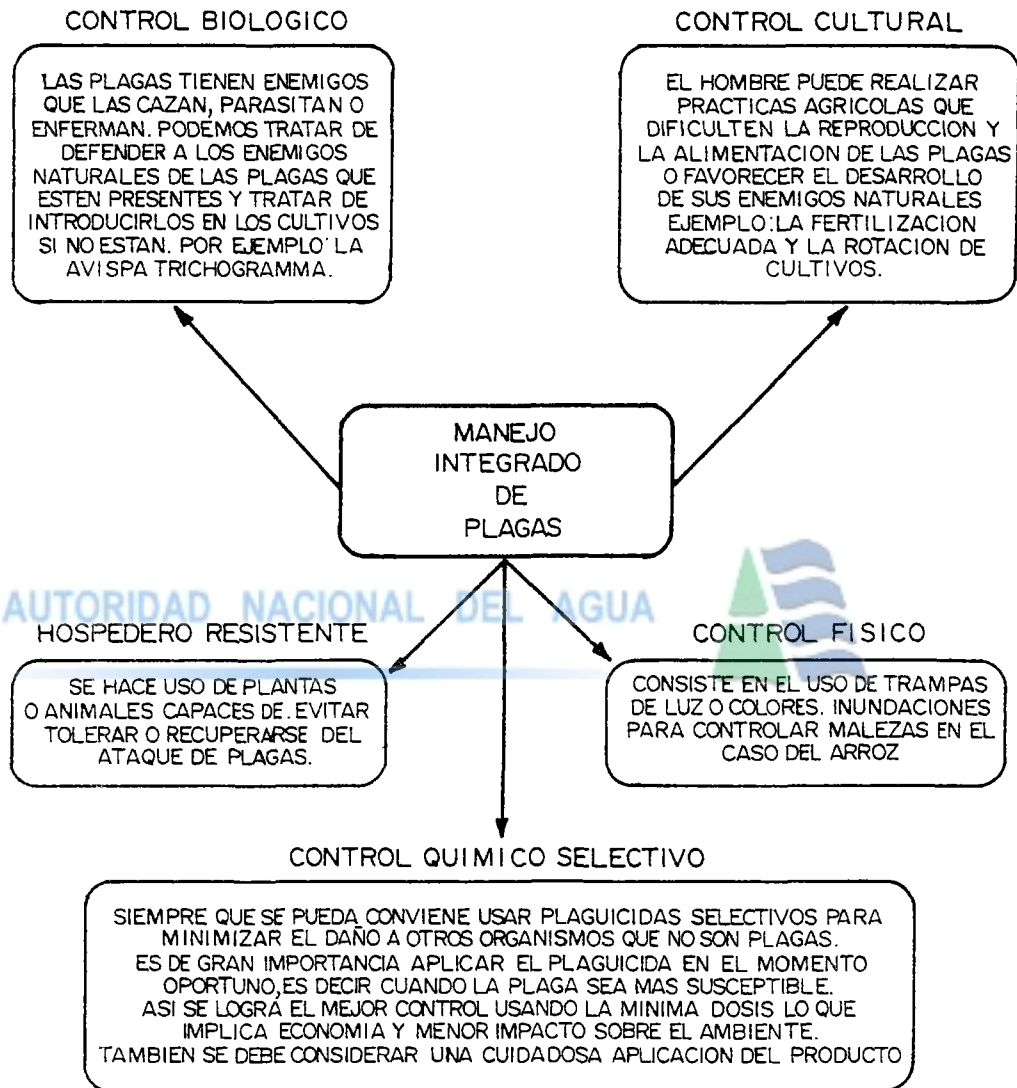 CONTROL BIOLOGICO
LAS PLAGAS TIENEN ENEMIGOS
QUE LAS CAZAN, PARASITAN O
ENFERMAN. PODEMOS TRATAR DE
DEFENDER A LOS ENEMIGOS
NATURALES DE LAS PLAGAS QUE
ESTEN PRESENTES Y TRATAR DE
INTRODUCIRLOS EN LOS CULTIVOS
SI NO ESTAN. POR EJEMPLO: LA
AVISPA TRICHOGRAMMA.
CONTROL CULTURAL
EL HOMBRE PUEDE REALIZAR
PRACTICAS AGRICOLAS QUE
DIFICULTEN LA REPRODUCCION Y
LA ALIMENTACION DE LAS PLAGAS
O FAVORECER EL DESARROLLO
DE SUS ENEMIGOS NATURALES
EJEMPLO: LA FERTILIZACION
ADECUADA Y LA ROTACION DE
CULTIVOS.
MANEJO
INTEGRADO
DE
PLAGAS
AUTORIDAD NACIONAL DEL AGUA
HOSPEDERO RESISTENTE
SE HACE USO DE PLANTAS
O ANIMALES CAPACES DE. EVITAR
TOLERAR O RECUPERARSE DEL
ATAQUE DE PLAGAS.
CONTROL FISICO
CONSISTE EN EL USO DE TRAMPAS
DE LUZ O COLORES. INUNDACIONES
PARA CONTROLAR MALEZAS EN EL
CASO DEL ARROZ
CONTROL QUIMICO SELECTIVO
SIEMPRE QUE SE PUEDA CONVIENE USAR PLAGUICIDAS SELECTIVOS PARA
MINIMIZAR EL DAÑO A OTROS ORGANISMOS QUE NO SON PLAGAS.
ES DE GRAN IMPORTANCIA APLICAR EL PLAGUICIDA EN EL MOMENTO
OPORTUNO, ES DECIR CUANDO LA PLAGA SEA MAS SUSCEPTIBLE.
ASI SE LOGRA EL MEJOR CONTROL USANDO LA MINIMA DOSIS LO QUE
IMPLICA ECONOMIA Y MENOR IMPACTO SOBRE EL AMBIENTE.
TAMBIEN SE DEBE CONSIDERAR UNA CUIDADOSA APLICACION DEL PRODUCTO